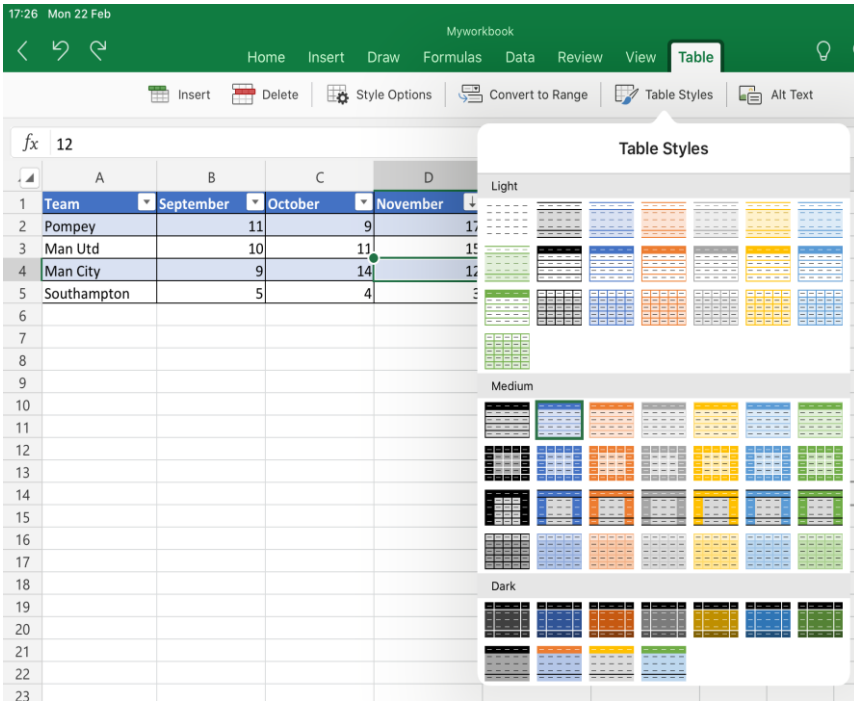 17:26 Mon 22 Feb
Myworkbook
Home Insert Draw Formulas Data Review View Table
Insert Delete Style Options Convert to Range Table Styles Alt Text
fx 12
Table Styles
A B C D
Light
1 Team September October November
2 Pompey 11 9 17
3 Man Utd 10 11 15
4 Man City 9 14 12
5 Southampton 5 4
6
7
8
9
Medium
10
11
12
13
14
15
16
17
18
Dark
19
20
21
22
23